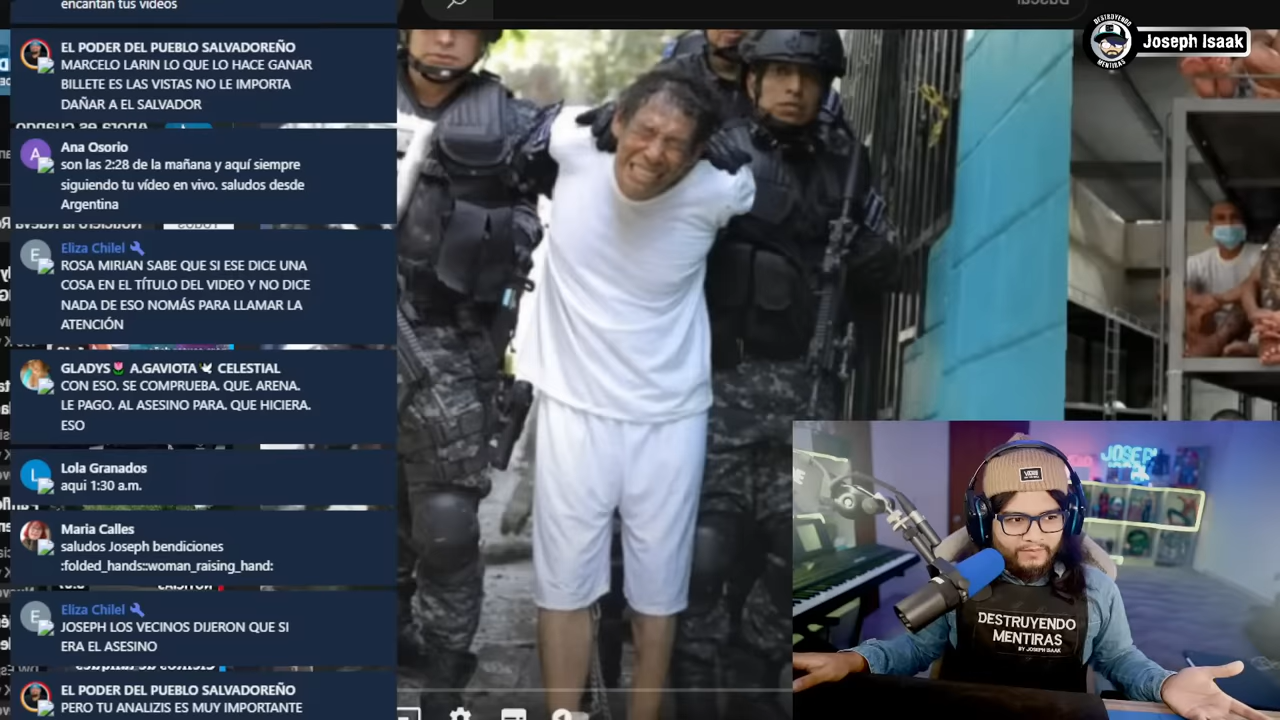 encantan tus videos
EL PODER DEL PUEBLO SALVADOREÑO
MARCELO LARIN LO QUE LO HACE GANAR
BILLETE ES LAS VISTAS NO LE IMPORTA
DAÑAR A EL SALVADOR
Ana Osorio
son las 2:28 de la mañana y aquí siempre
siguiendo tu vídeo en vivo. saludos desde
Argentina
Eliza Chilel
ROSA MIRIAN SABE QUE SI ESE DICE UNA
COSA EN EL TÍTULO DEL VIDEO Y NO DICE
NADA DE ESO NOMÁS PARA LLAMAR LA
ATENCIÓN
GLADYS🌷 A.GAVIOTA🕊 CELESTIAL
CON ESO. SE COMPRUEBA. QUE. ARENA.
LE PAGO. AL ASESINO PARA. QUE HICIERA.
ESO
Lola Granados
aqui 1:30 a.m.
Maria Calles
saludos Joseph bendiciones
:folded_hands::woman_raising_hand:
Eliza Chilel
JOSEPH LOS VECINOS DIJERON QUE SI
ERA EL ASESINO
EL PODER DEL PUEBLO SALVADOREÑO
PERO TU ANALIZIS ES MUY IMPORTANTE
Buscar
DESTRUYENDO
MENTIRAS
Joseph Isaak
JOSEPH
VANS
DESTRUYENDO
MENTIRAS
BY JOSEPH ISAAK